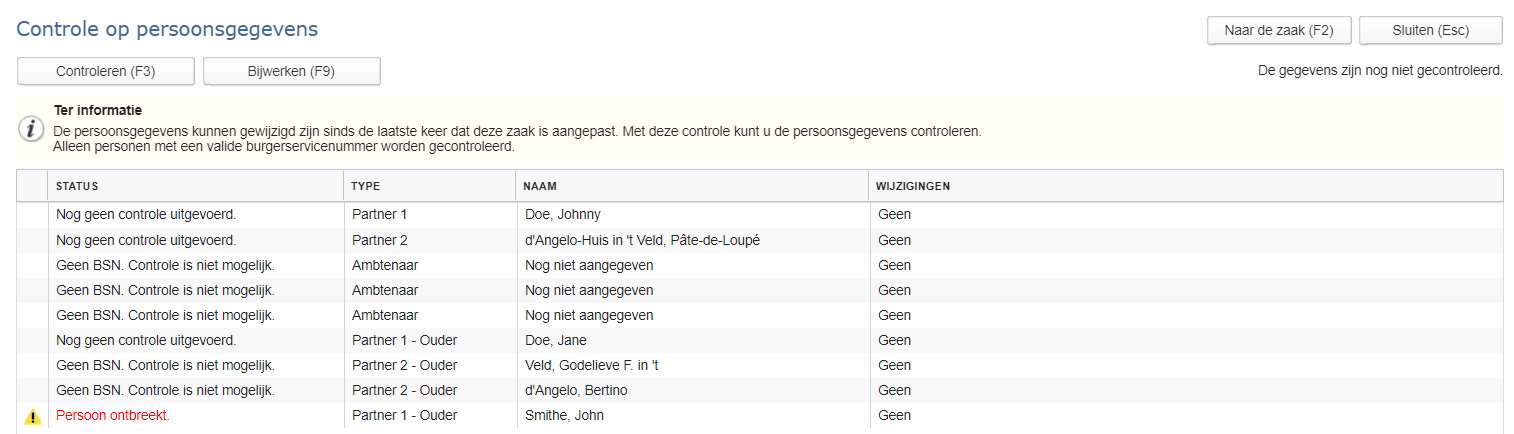 Controle op persoonsgegevens
Naar de zaak (F2) Sluiten (Esc)
Controleren (F3) Bijwerken (F9) De gegevens zijn nog niet gecontroleerd.
Ter informatie
De persoonsgegevens kunnen gewijzigd zijn sinds de laatste keer dat deze zaak is aangepast. Met deze controle kunt u de persoonsgegevens controleren.
Alleen personen met een valide burgerservicenummer worden gecontroleerd.
STATUS TYPE NAAM WIJZIGINGEN
Nog geen controle uitgevoerd. Partner 1 Doe, Johnny Geen
Nog geen controle uitgevoerd. Partner 2 d'Angelo-Huis in 't Veld, Pâte-de-Loupé Geen
Geen BSN. Controle is niet mogelijk. Ambtenaar Nog niet aangegeven Geen
Geen BSN. Controle is niet mogelijk. Ambtenaar Nog niet aangegeven Geen
Geen BSN. Controle is niet mogelijk. Ambtenaar Nog niet aangegeven Geen
Nog geen controle uitgevoerd. Partner 1 - Ouder Doe, Jane Geen
Geen BSN. Controle is niet mogelijk. Partner 2 - Ouder Veld, Godelieve F. in 't Geen
Geen BSN. Controle is niet mogelijk. Partner 2 - Ouder d'Angelo, Bertino Geen
Persoon ontbreekt. Partner 1 - Ouder Smithe, John Geen